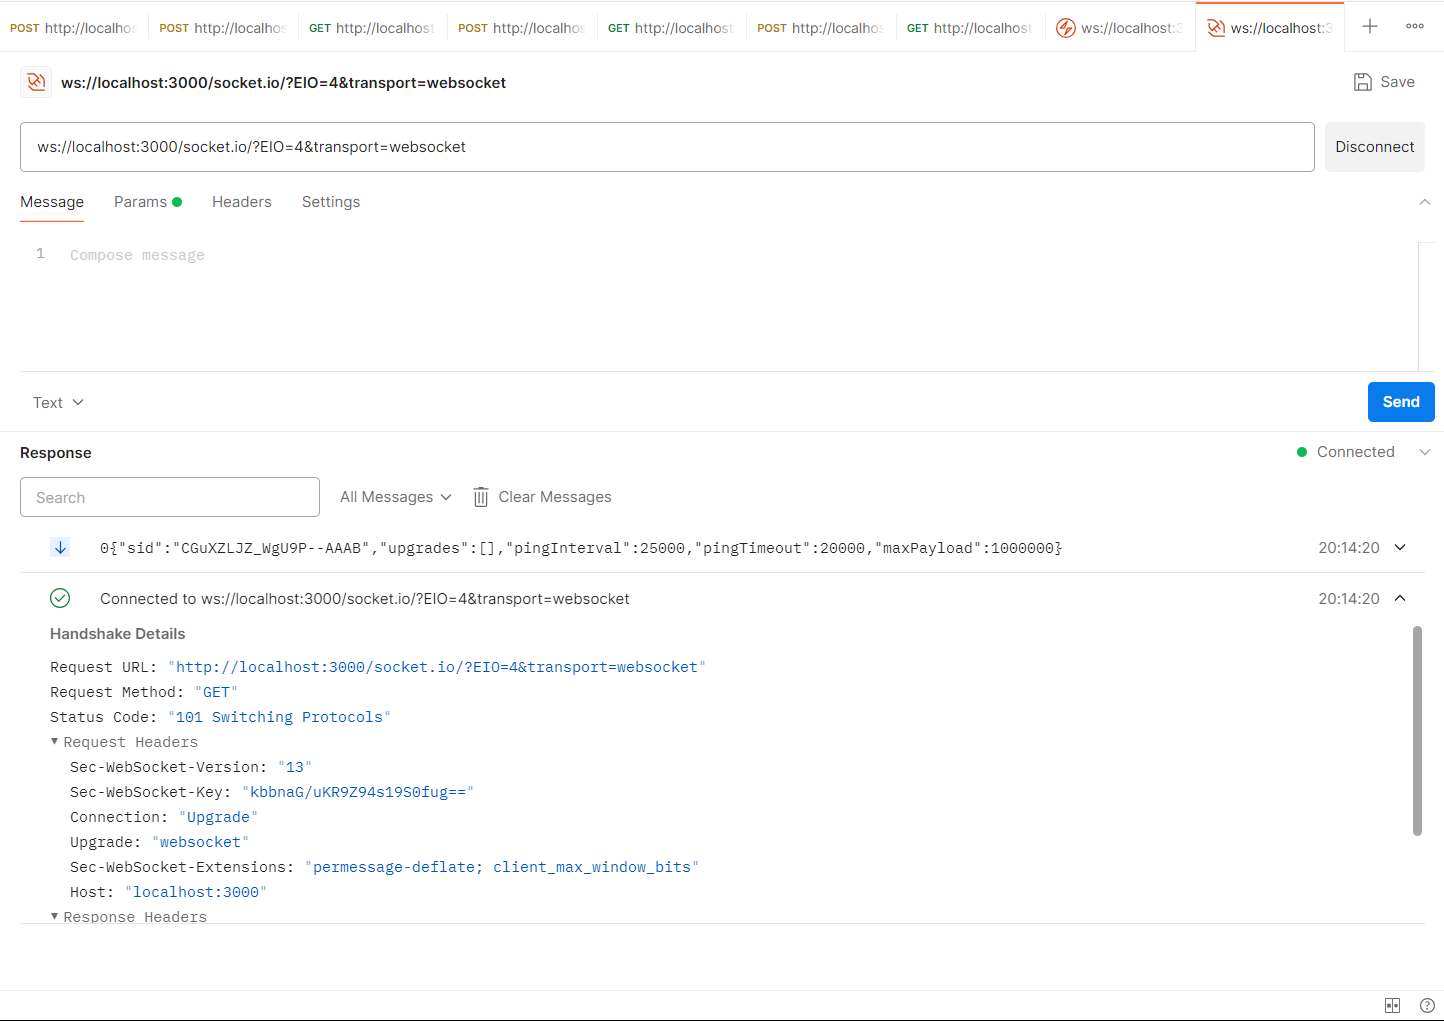 POST http://localhos POST http://localhos GET http://localhost POST http://localhos GET http://localhost POST http://localhos GET http://localhost ws://localhost:3 ws://localhost:3
ws://localhost:3000/socket.io/?EIO=4&transport=websocket
Save
ws://localhost:3000/socket.io/?EIO=4&transport=websocket
Disconnect
Message Params Headers Settings
1 Compose message
Text
Send
Response
Connected
Search
All Messages
Clear Messages
0{"sid":"CGuXZLJZ_WgU9P--AAAB","upgrades":[],"pingInterval":25000,"pingTimeout":20000,"maxPayload":1000000}
20:14:20
Connected to ws://localhost:3000/socket.io/?EIO=4&transport=websocket
20:14:20
Handshake Details
Request URL: "http://localhost:3000/socket.io/?EIO=4&transport=websocket"
Request Method: "GET"
Status Code: "101 Switching Protocols"
Request Headers
Sec-WebSocket-Version: "13"
Sec-WebSocket-Key: "kbbnaG/uKR9Z94s19S0fug=="
Connection: "Upgrade"
Upgrade: "websocket"
Sec-WebSocket-Extensions: "permessage-deflate; client_max_window_bits"
Host: "localhost:3000"
Response Headers